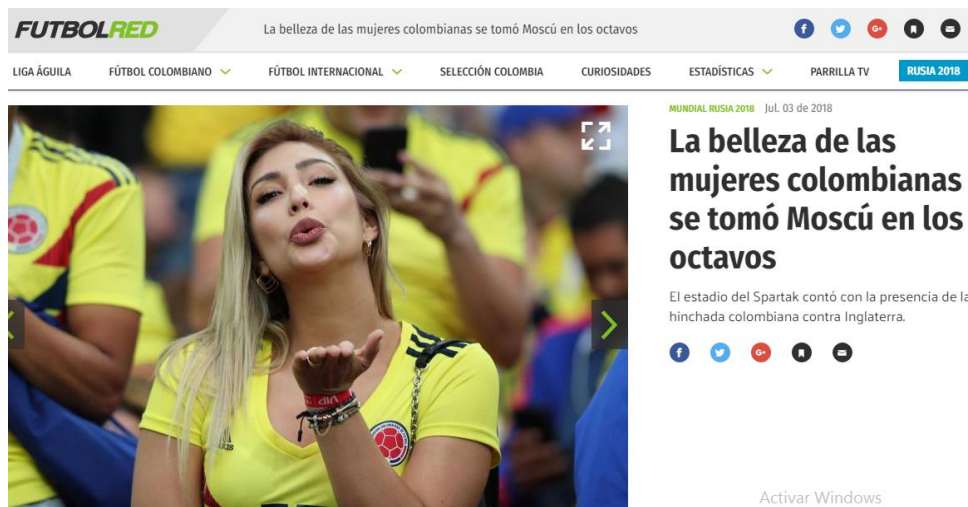 FUTBOLRED
La belleza de las mujeres colombianas se tomó Moscú en los octavos
LIGA ÁGUILA FÚTBOL COLOMBIANO FÚTBOL INTERNACIONAL SELECCIÓN COLOMBIA CURIOSIDADES ESTADÍSTICAS PARRILLA TV RUSIA 2018
MUNDIAL RUSIA 2018 Jul. 03 de 2018
La belleza de las
mujeres colombianas
se tomó Moscú en los
octavos
El estadio del Spartak contó con la presencia de la
hinchada colombiana contra Inglaterra.
adidas
Activar Windows